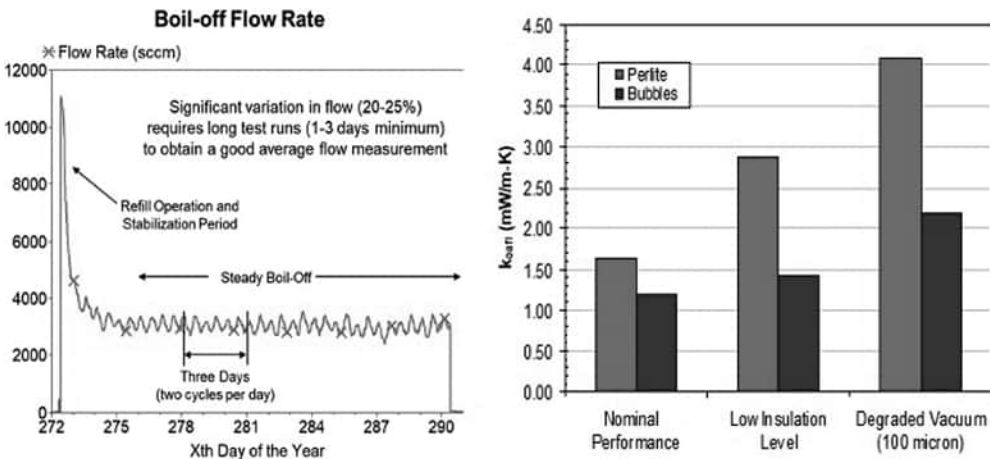 Boil-off Flow Rate
Flow Rate (sccm)
12000
10000
8000
6000
4000
2000
0
Significant variation in flow (20-25%)
requires long test runs (1-3 days minimum)
to obtain a good average flow measurement
Refill Operation and
Stabilization Period
Steady Boil-Off
Three Days
(two cycles per day)
272 275 278 281 284 287 290
Xth Day of the Year
4.50
4.00
3.50
3.00
2.50
2.00
1.50
1.00
0.50
0.00
(mW/m-K)
Perlite
Bubbles
Nominal
Performance
Low Insulation
Level
Degraded Vacuum
(100 micron)